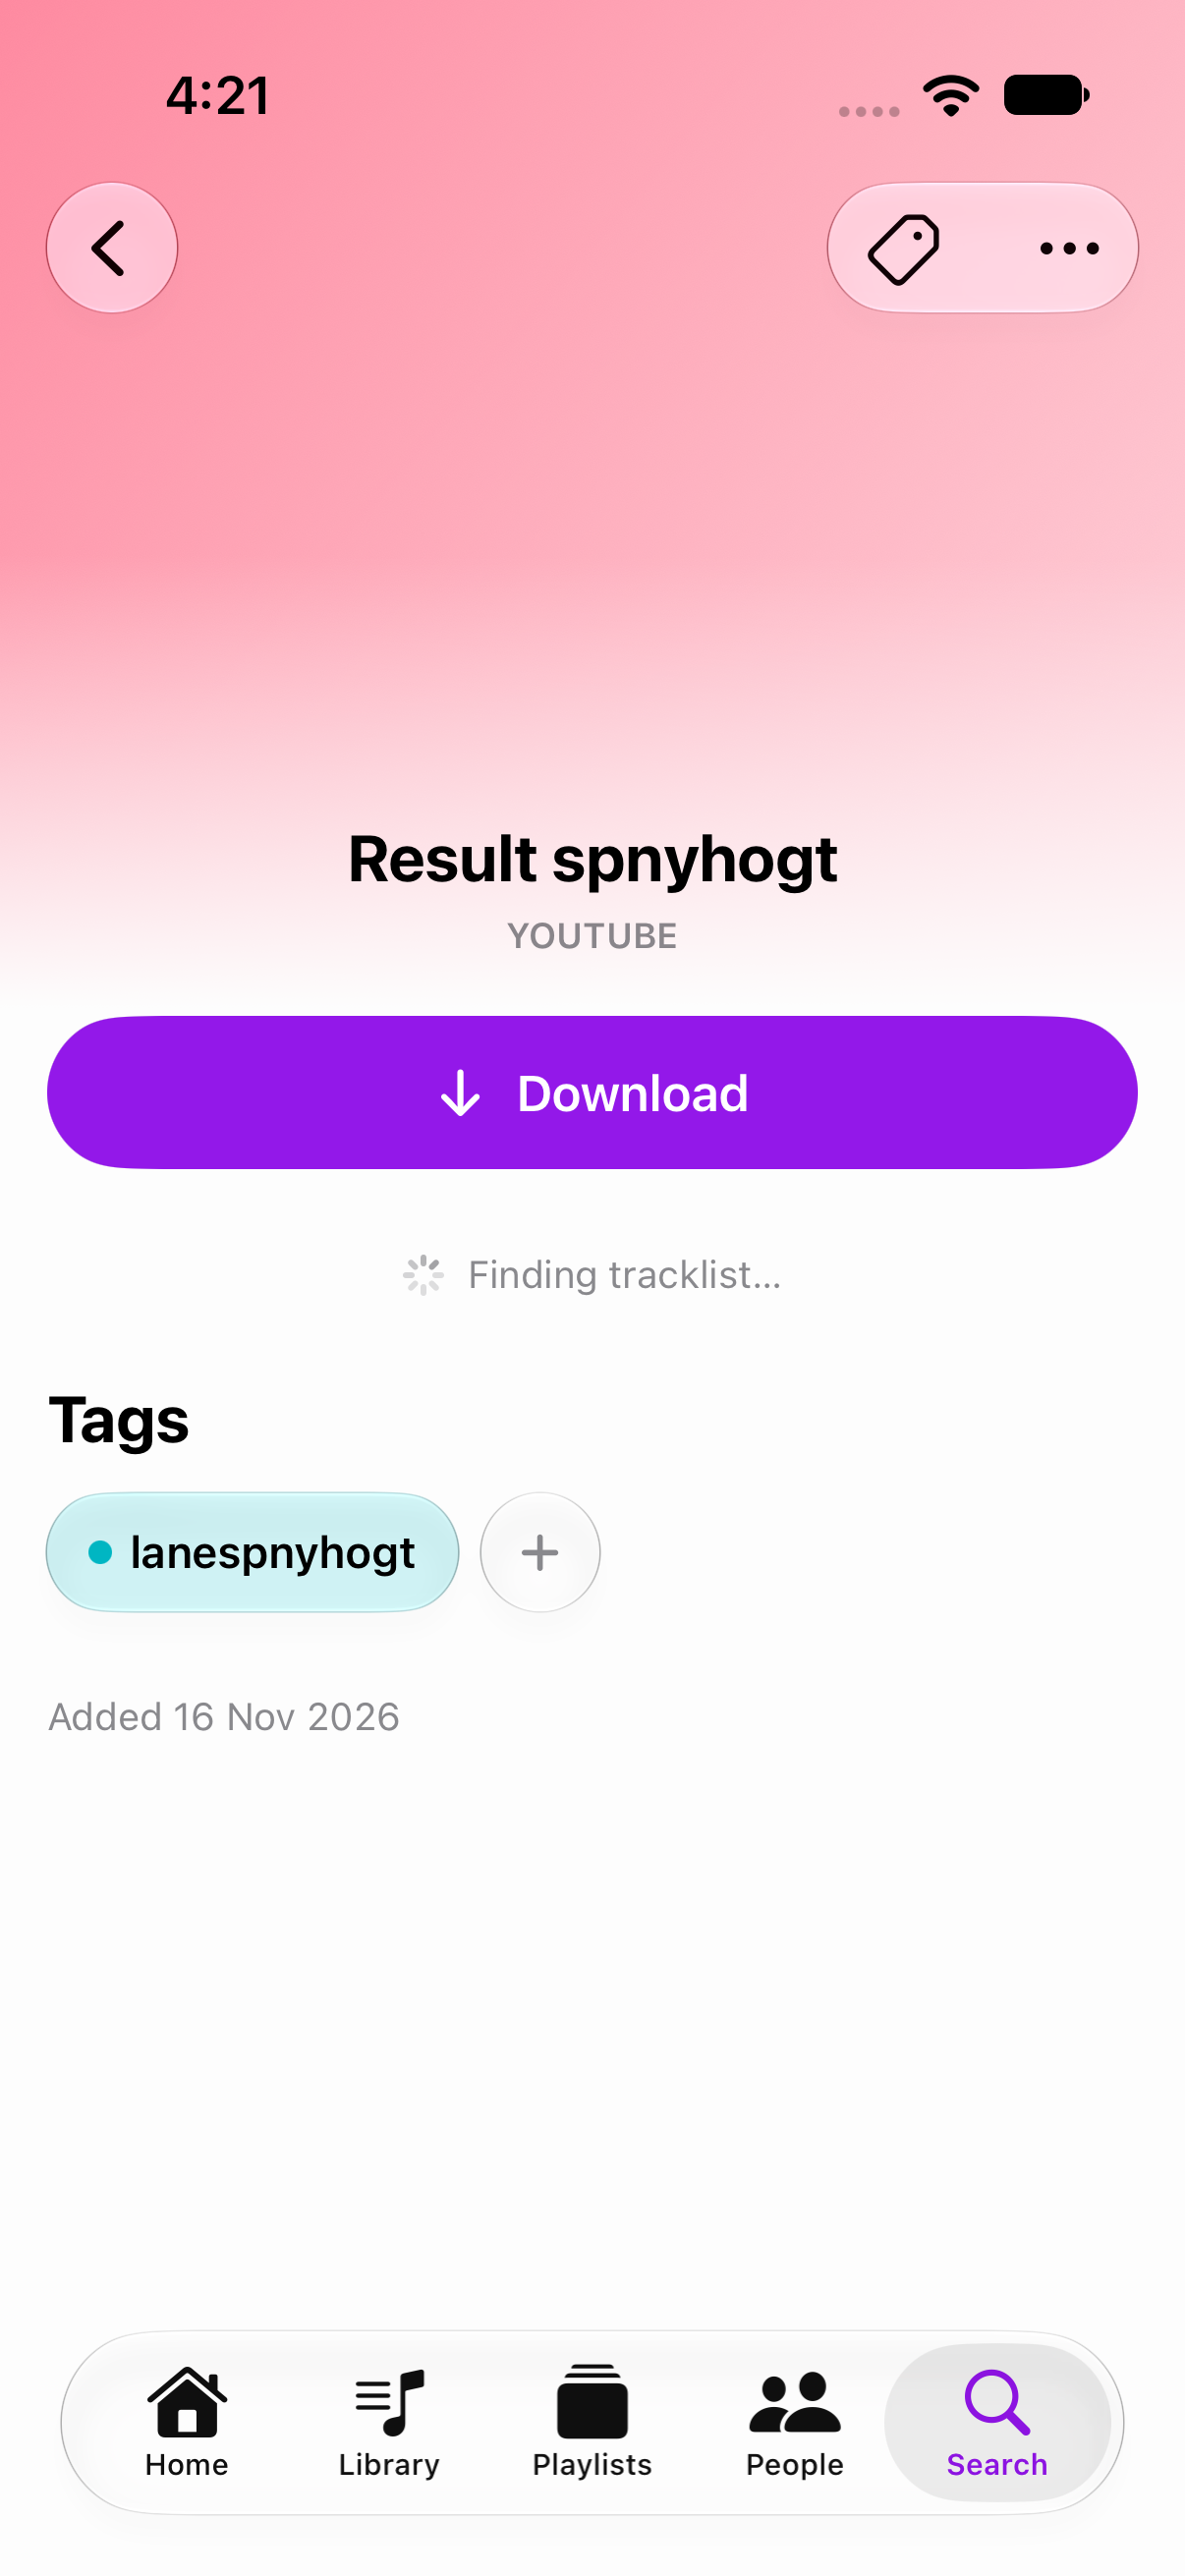 4:21
Result spnyhogt
YOUTUBE
Download
Finding tracklist...
Tags
lanespnyhogt
Added 16 Nov 2026
Home
Library
Playlists
People
Search